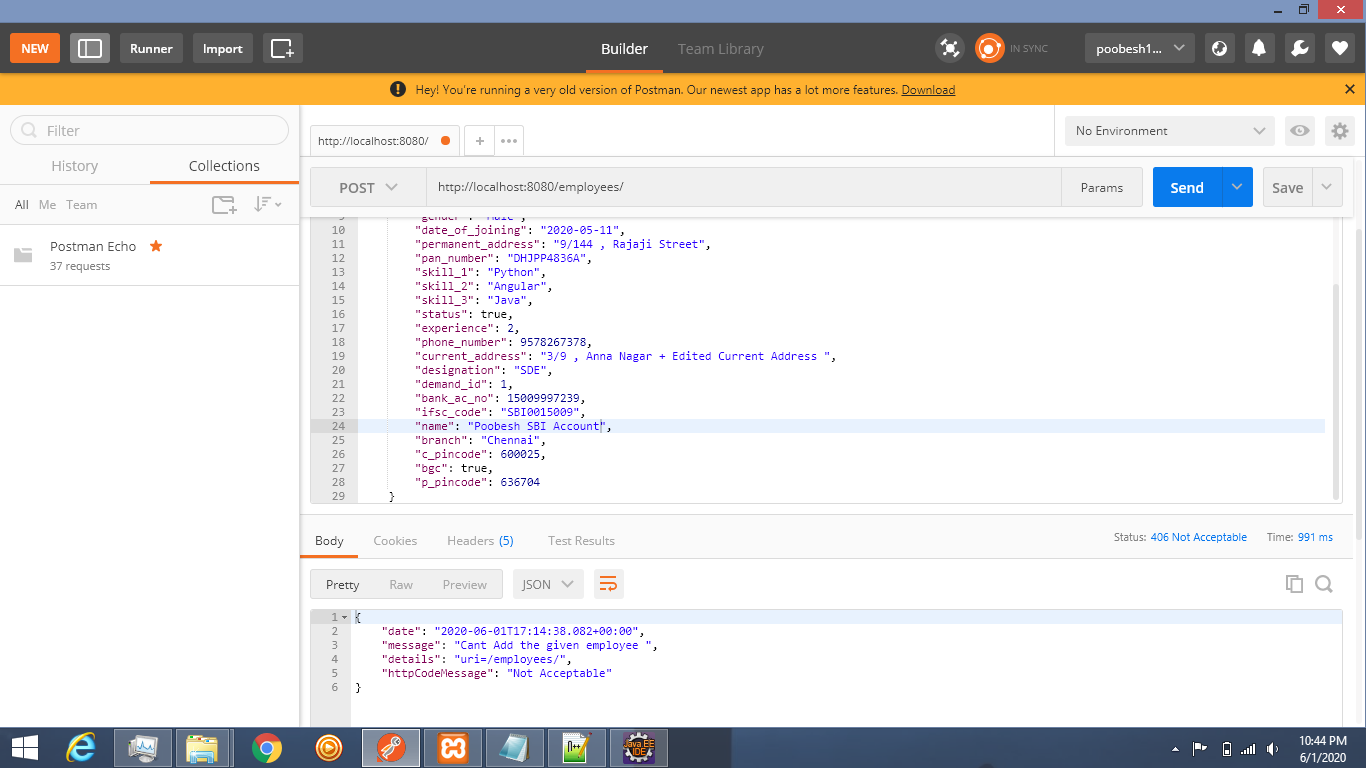 NEW
Runner
Import
Builder
Team Library
IN SYNC
poobesh1...
Hey! You're running a very old version of Postman. Our newest app has a lot more features. Download
Filter
History
Collections
All
Me
Team
Postman Echo
37 requests
http://localhost:8080/
No Environment
POST
http://localhost:8080/employees/
Params
Send
Save
9 "gender": "Male",
10 "date_of_joining": "2020-05-11",
11 "permanent_address": "9/144 , Rajaji Street",
12 "pan_number": "DHJPP4836A",
13 "skill_1": "Python",
14 "skill_2": "Angular",
15 "skill_3": "Java",
16 "status": true,
17 "experience": 2,
18 "phone_number": 9578267378,
19 "current_address": "3/9 , Anna Nagar + Edited Current Address ",
20 "designation": "SDE",
21 "demand_id": 1,
22 "bank_ac_no": 15009997239,
23 "ifsc_code": "SBI0015009",
24 "name": "Poobesh SBI Account",
25 "branch": "Chennai",
26 "c_pincode": 600025,
27 "bgc": true,
28 "p_pincode": 636704
29 }
Body
Cookies
Headers (5)
Test Results
Status: 406 Not Acceptable
Time: 991 ms
Pretty
Raw
Preview
JSON
1 {
2 "date": "2020-06-01T17:14:38.082+00:00",
3 "message": "Cant Add the given employee ",
4 "details": "uri=/employees/",
5 "httpCodeMessage": "Not Acceptable"
6 }
Java EE
IDE
10:44 PM
6/1/2020